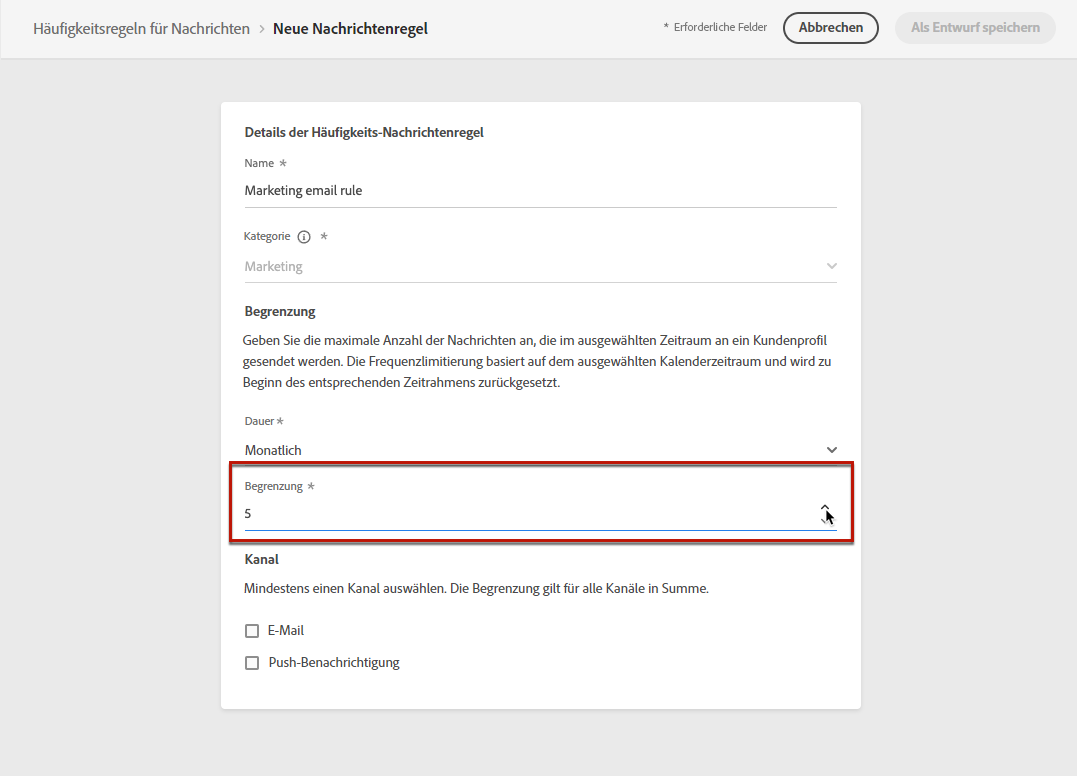 Häufigkeitsregeln für Nachrichten > Neue Nachrichtenregel
* Erforderliche Felder
Abbrechen
Als Entwurf speichern
Details der Häufigkeits-Nachrichtenregel
Name *
Marketing email rule
Kategorie *
Marketing
Begrenzung
Geben Sie die maximale Anzahl der Nachrichten an, die im ausgewählten Zeitraum an ein Kundenprofil
gesendet werden. Die Frequenzlimitierung basiert auf dem ausgewählten Kalenderzeitraum und wird zu
Beginn des entsprechenden Zeitrahmens zurückgesetzt.
Dauer *
Monatlich
Begrenzung *
5
Kanal
Mindestens einen Kanal auswählen. Die Begrenzung gilt für alle Kanäle in Summe.
E-Mail
Push-Benachrichtigung